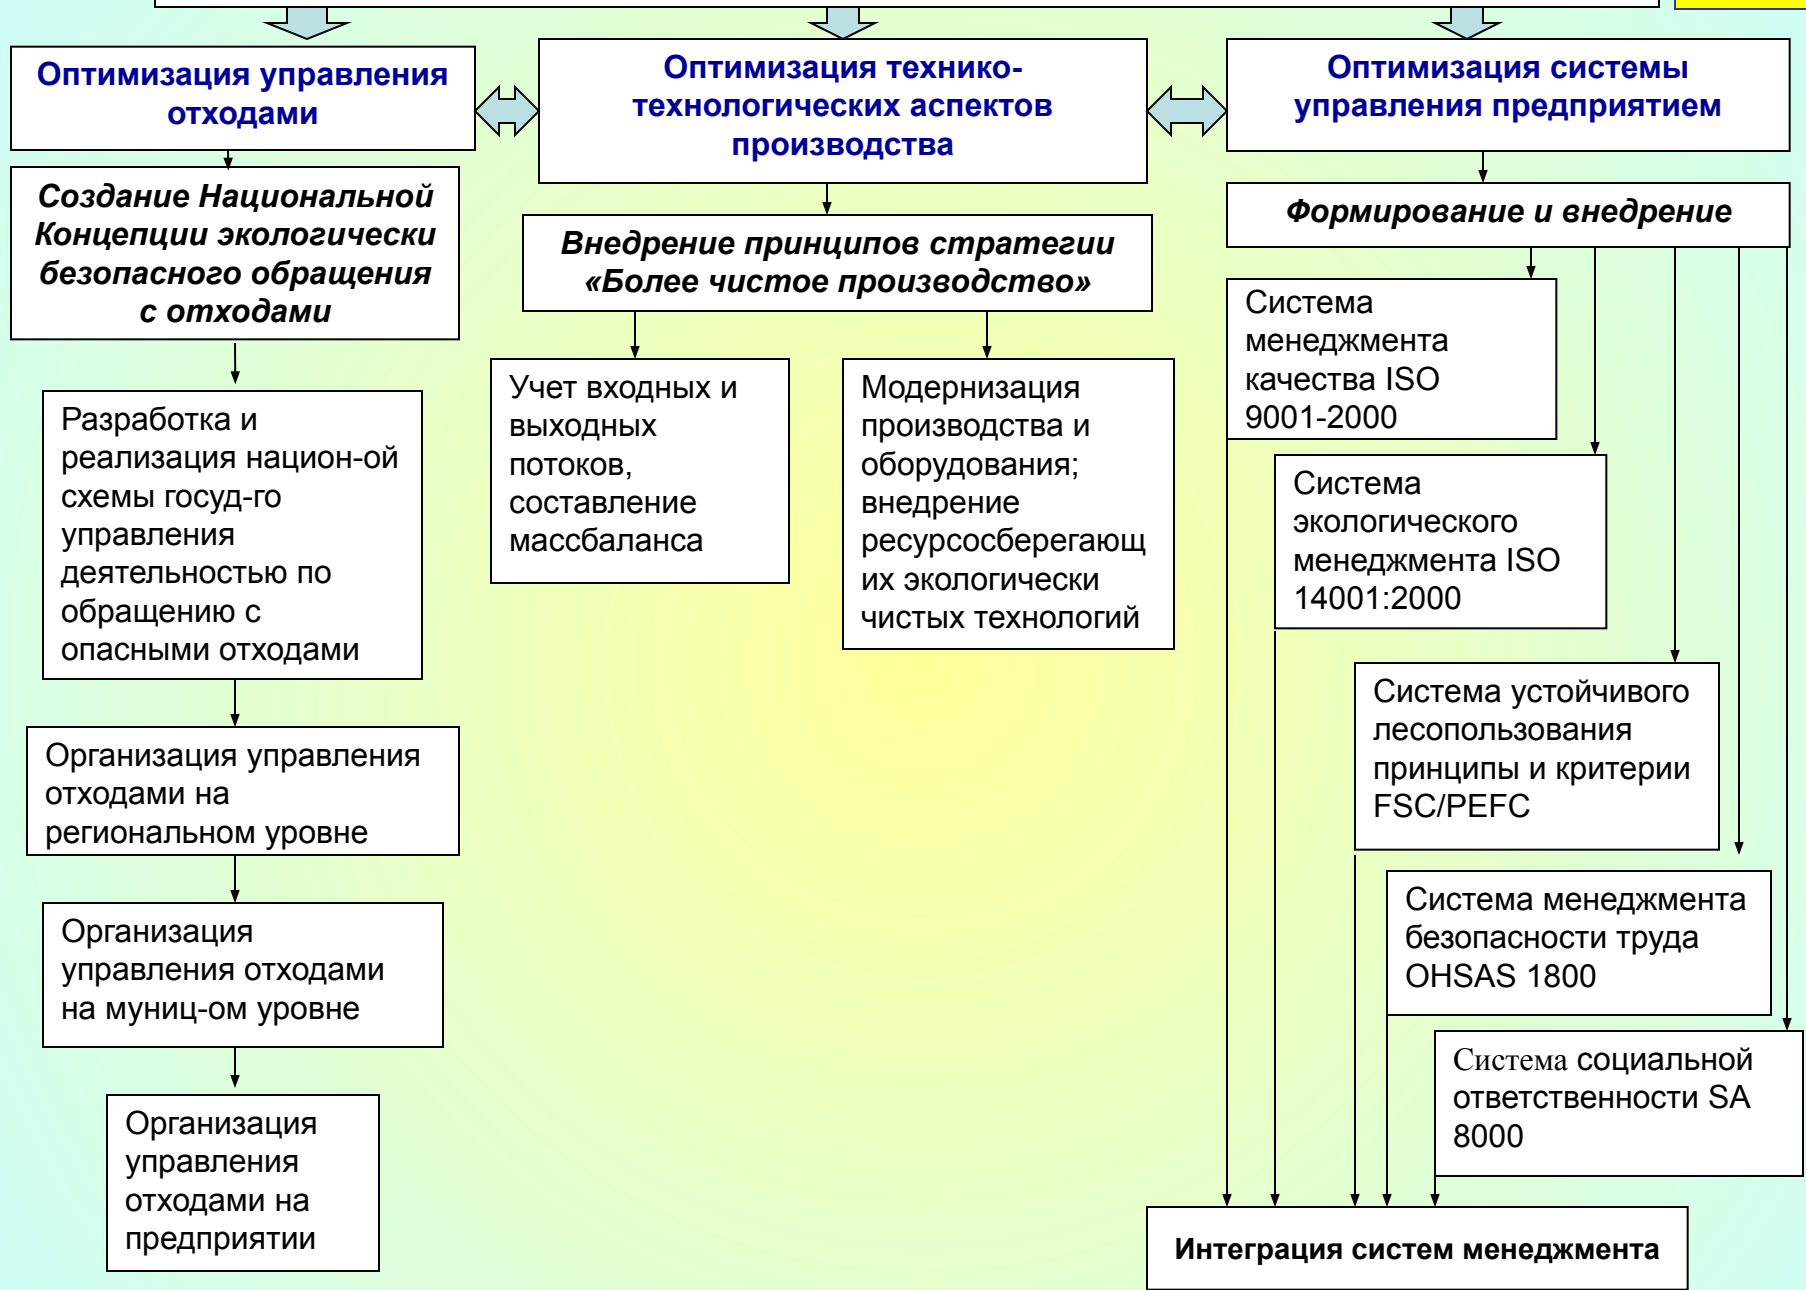 Оптимизация управления
отходами
Оптимизация технико-
технологических аспектов
производства
Оптимизация системы
управления предприятием
Создание Национальной
Концепции экологически
безопасного обращения
с отходами
Внедрение принципов стратегии
«Более чистое производство»
Формирование и внедрение
Разработка и
реализация национ-ой
схемы госуд-го
управления
деятельностью по
обращению с
опасными отходами
Организация управления
отходами на
региональном уровне
Организация
управления отходами
на муниц-ом уровне
Организация
управления
отходами на
предприятии
Учет входных и
выходных
потоков,
составление
массбаланса
Модернизация
производства и
оборудования;
внедрение
ресурсосберегающ
их экологически
чистых технологий
Система
менеджмента
качества ISO
9001-2000
Система
экологического
менеджмента ISO
14001:2000
Система устойчивого
лесопользования
принципы и критерии
FSC/PEFC
Система менеджмента
безопасности труда
OHSAS 1800
Система социальной
ответственности SA
8000
Интеграция систем менеджмента